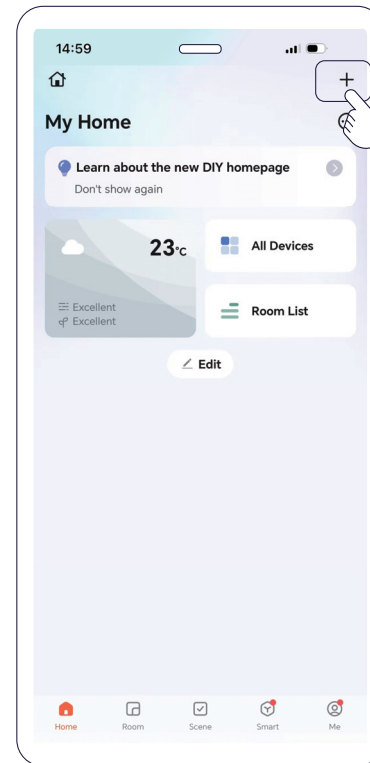 14:59
My Home
Learn about the new DIY homepage
Don't show again
23°C
All Devices
Excellent
Excellent
Room List
Edit
Home
Room
Scene
Smart
Me